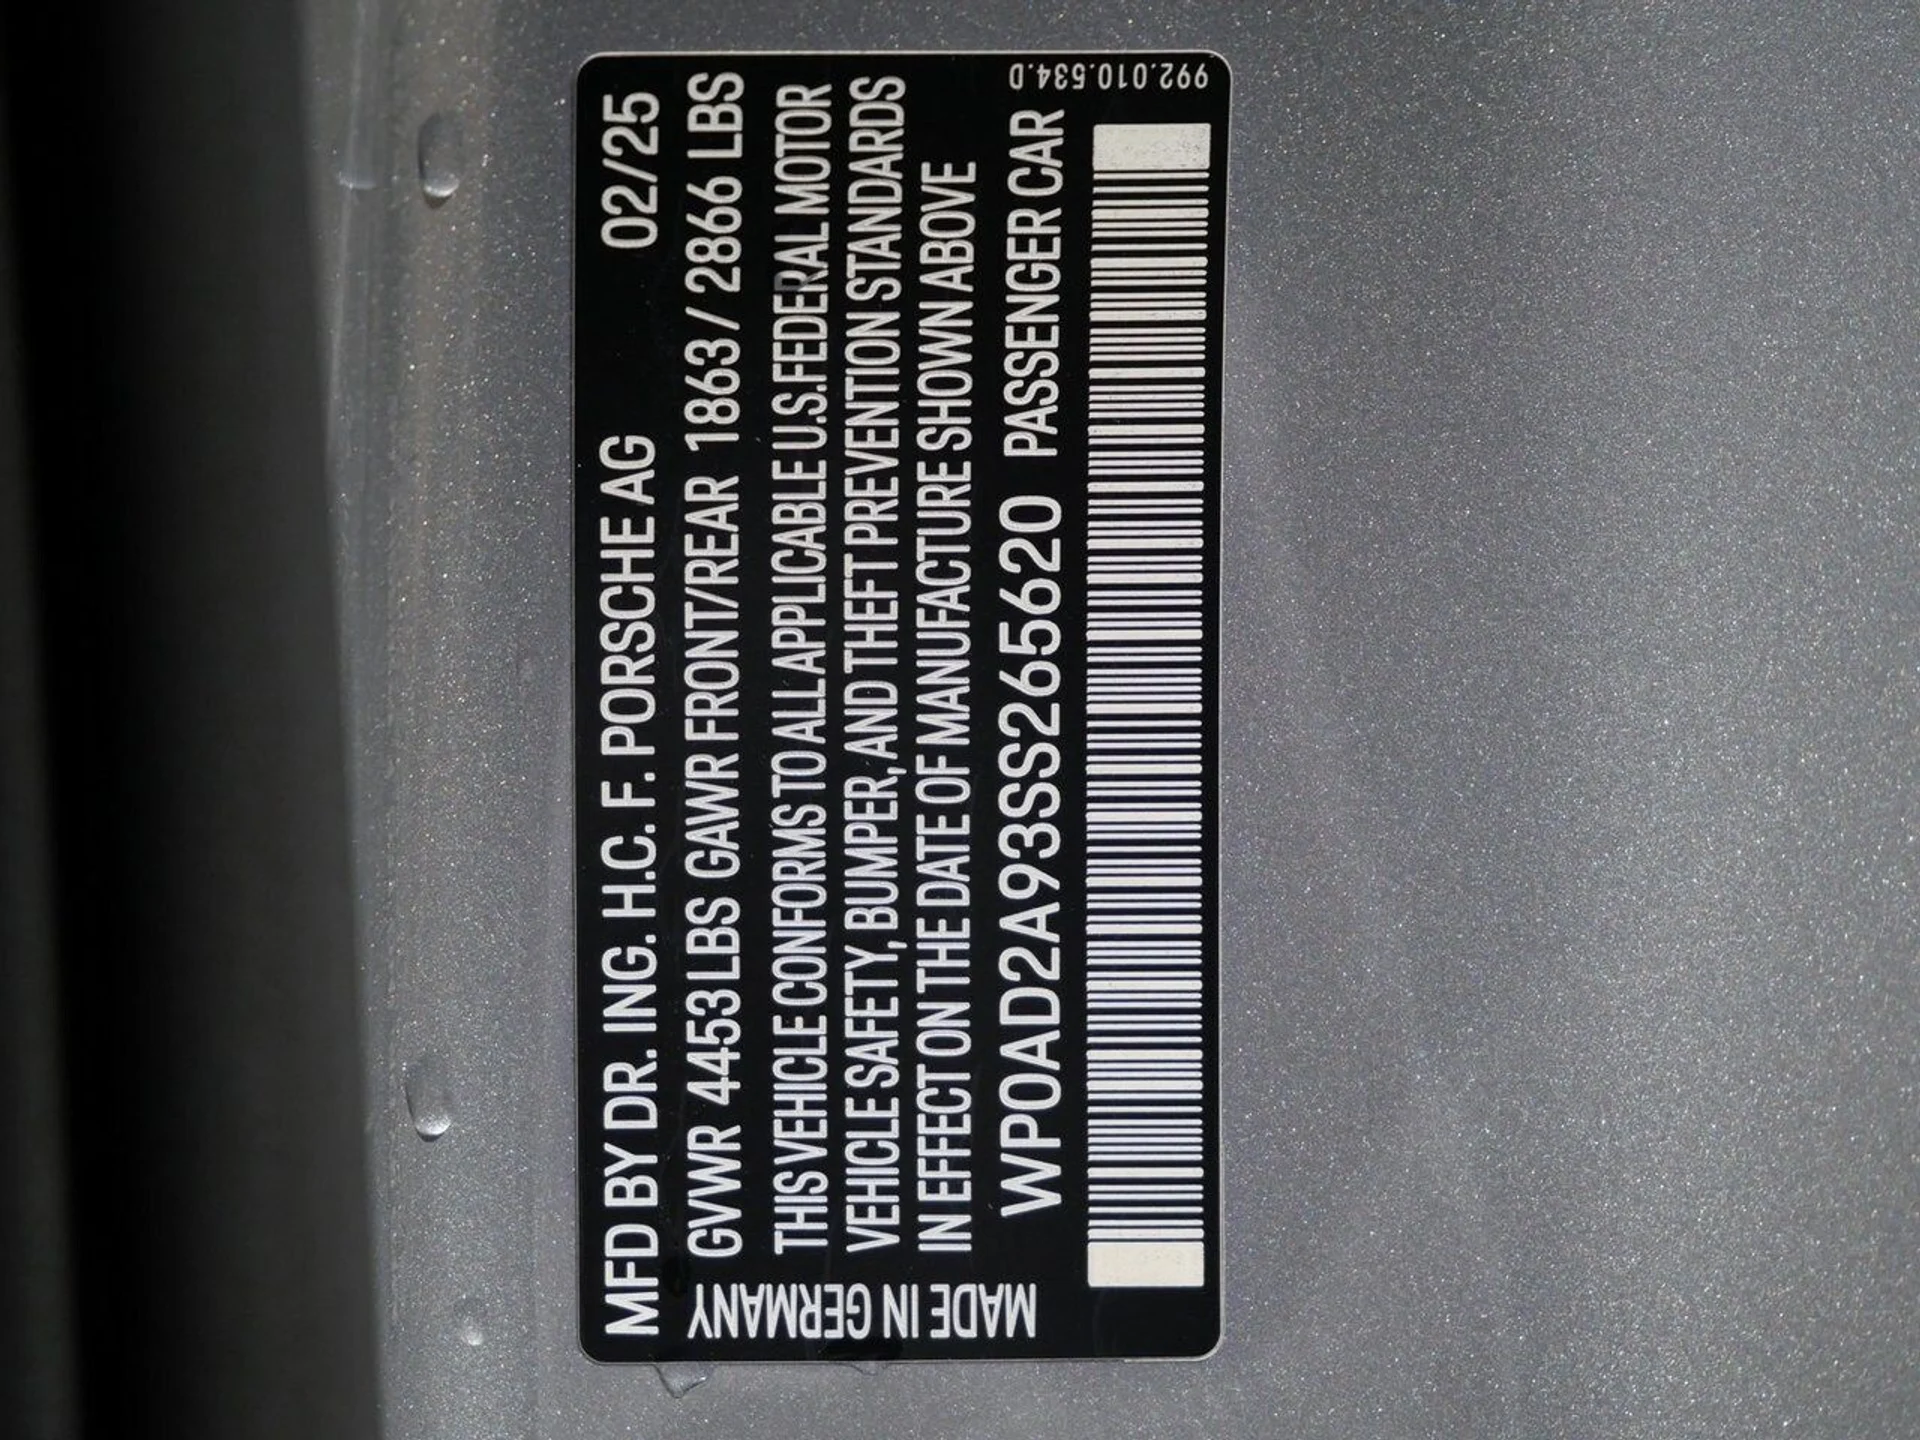 MFD BY DR. ING. H.C. F. PORSCHE AG 02/25
GVWR 4453 LBS GAWR FRONT/REAR 1863 / 2866 LBS
THIS VEHICLE CONFORMS TO ALL APPLICABLE U.S.FEDERAL MOTOR
VEHICLE SAFETY, BUMPER, AND THEFT PREVENTION STANDARDS
IN EFFECT ON THE DATE OF MANUFACTURE SHOWN ABOVE
WP0AD2A93SS265620 PASSENGER CAR
MADE IN GERMANY
992.010.534.D